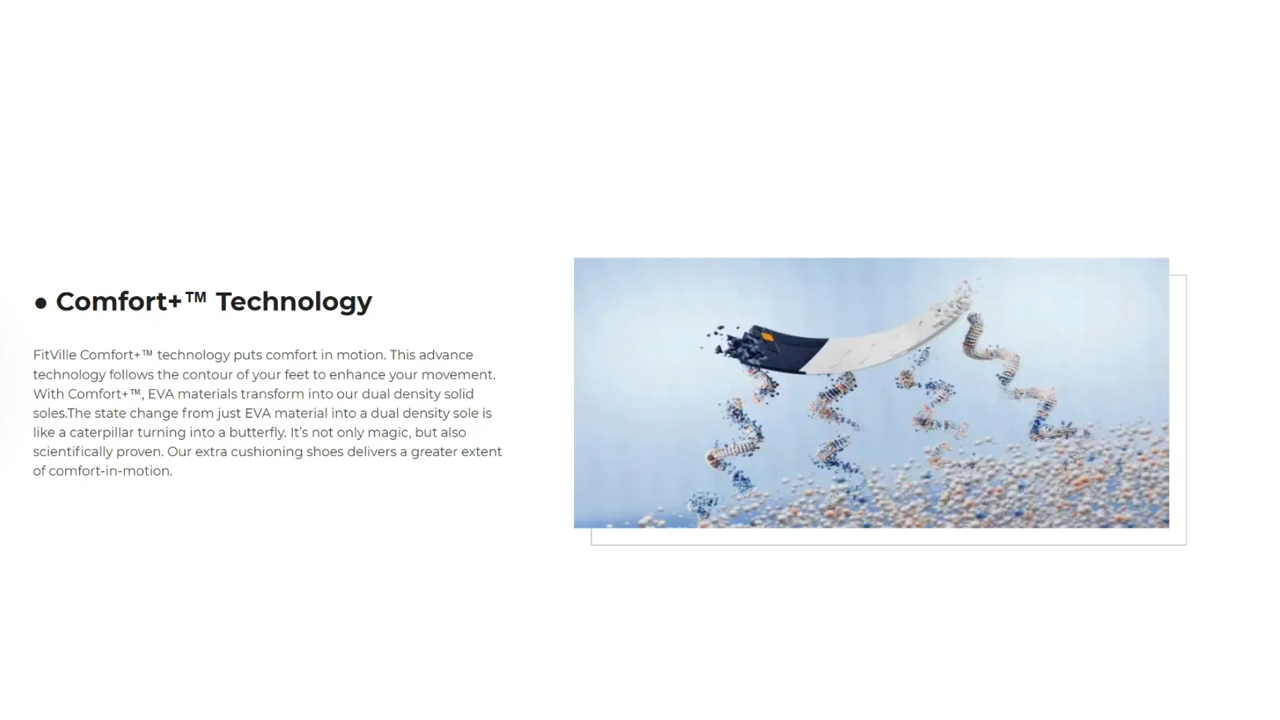 ● Comfort+™ Technology
FitVille Comfort+™ technology puts comfort in motion. This advance
technology follows the contour of your feet to enhance your movement.
With Comfort+™, EVA materials transform into our dual density solid
soles.The state change from just EVA material into a dual density sole is
like a caterpillar turning into a butterfly. It’s not only magic, but also
scientifically proven. Our extra cushioning shoes delivers a greater extent
of comfort-in-motion.